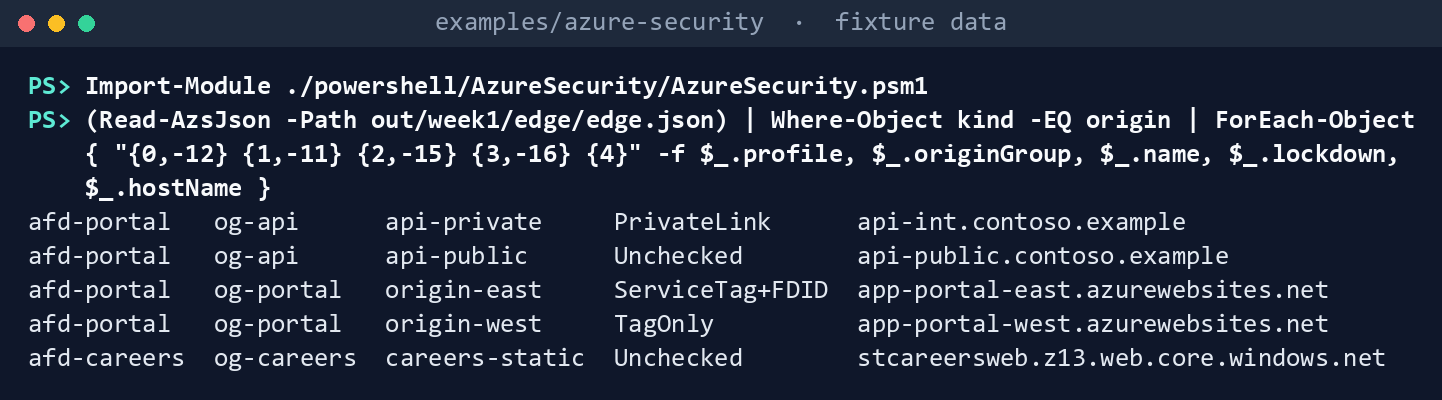 examples/azure-security · fixture data
PS> Import-Module ./powershell/AzureSecurity/AzureSecurity.psm1
PS> (Read-AzsJson -Path out/week1/edge/edge.json) | Where-Object kind -EQ origin | ForEach-Object
{ "{0,-12} {1,-11} {2,-15} {3,-16} {4}" -f $_.profile, $_.originGroup, $_.name, $_.lockdown,
$_.hostName }
afd-portal og-api api-private PrivateLink api-int.contoso.example
afd-portal og-api api-public Unchecked api-public.contoso.example
afd-portal og-portal origin-east ServiceTag+FDID app-portal-east.azurewebsites.net
afd-portal og-portal origin-west TagOnly app-portal-west.azurewebsites.net
afd-careers og-careers careers-static Unchecked stcareersweb.z13.web.core.windows.net